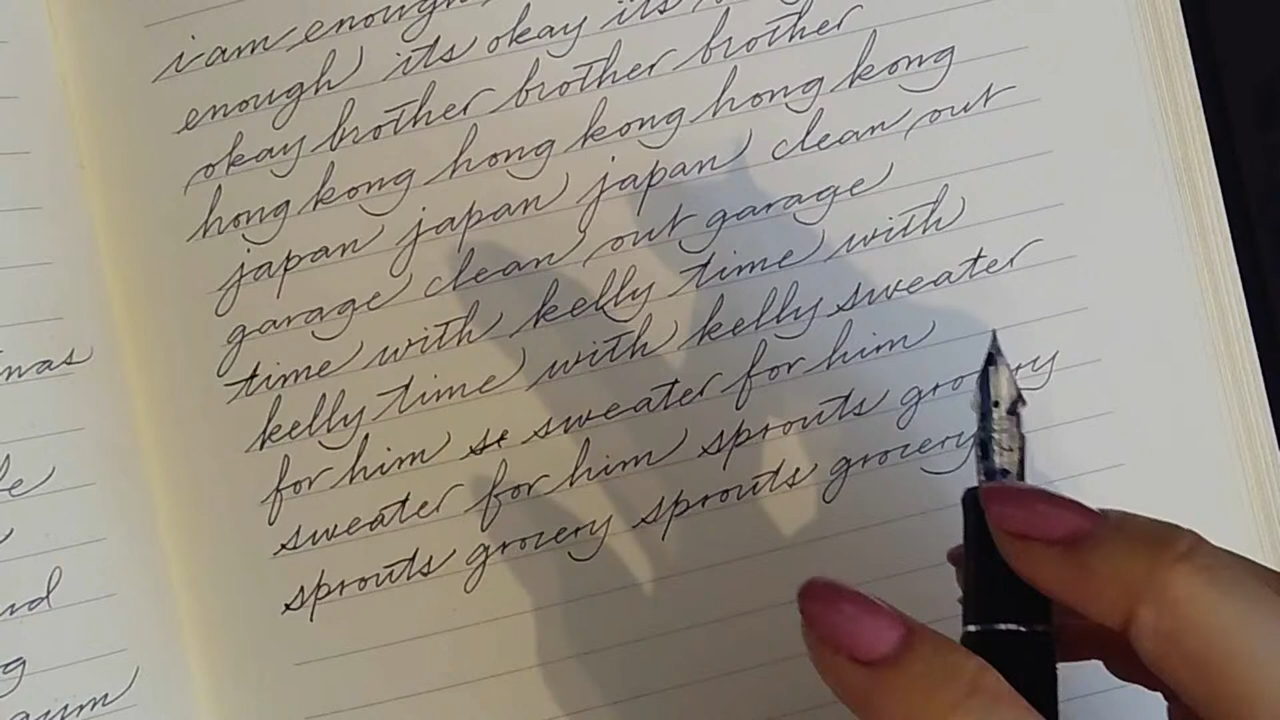 i am enough
enough its okay its
okay brother brother brother
hong kong hong kong hong kong
japan japan japan clean out
garage clean out garage
time with kelly time with
kelly time with kelly sweater
for him se sweater for him
sweater for him sprouts grocery
sprouts grocery sprouts grocery